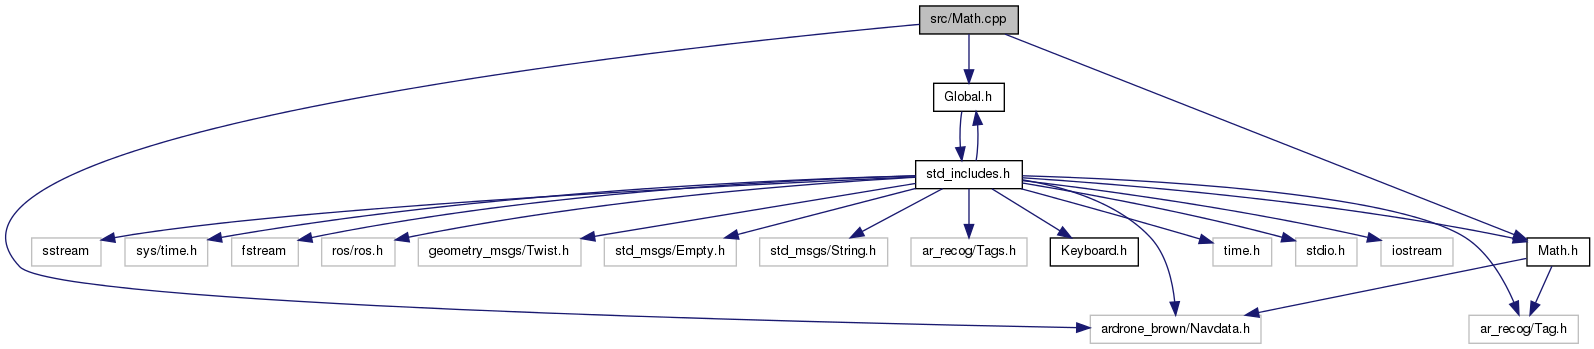 src/Math.cpp
Global.h
std_includes.h
sstream
sys/time.h
fstream
ros/ros.h
geometry_msgs/Twist.h
std_msgs/Empty.h
std_msgs/String.h
ar_recog/Tags.h
Keyboard.h
time.h
stdio.h
iostream
Math.h
ardrone_brown/Navdata.h
ar_recog/Tag.h